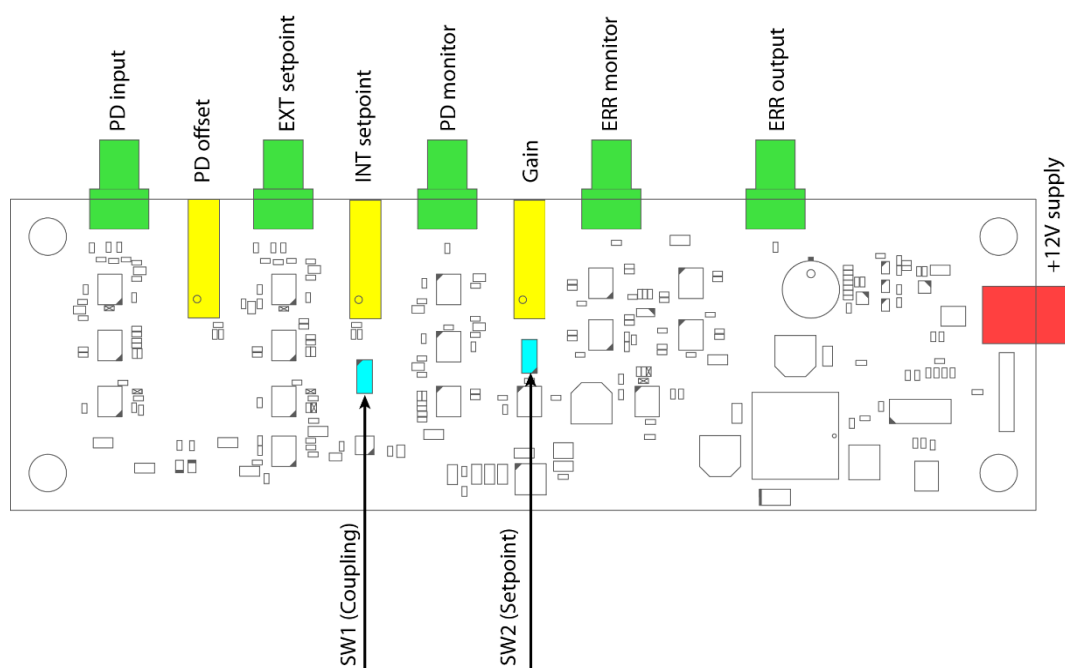 PD input
PD offset
EXT setpoint
INT setpoint
PD monitor
Gain
ERR monitor
ERR output
+12V supply
SW1 (Coupling)
SW2 (Setpoint)